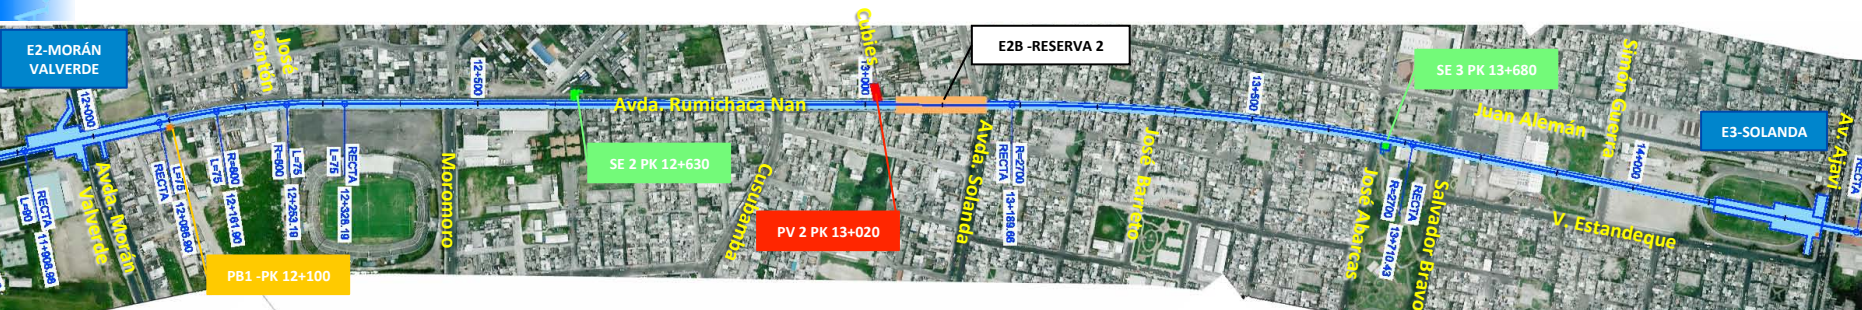 E2-MORÁN
VALVERDE
12+000
José
Pontón
12+500
Cubies
13+000
E2B -RESERVA 2
13+500
SE 3 PK 13+680
Juan Alemán
Simón Guerra
14+000
E3-SOLANDA
Av. Ajaví
RECTA
Avda. Rumichaca Ñan
RECTA
L=90
11+906.98
Avda. Morán
Valverde
RECTA
L=75
12+086.90
L=75
R=800
12+161.90
R=800
L=75
12+253.19
L=75
RECTA
12+328.19
Moromoro
SE 2 PK 12+630
Cusubamba
PV 2 PK 13+020
Avda Solanda
RECTA
R=2700
13+189.66
José Barreto
José Abarcas
R=2700
RECTA
13+710.43
Salvador Bravo
V. Estandeque
PB1 -PK 12+100